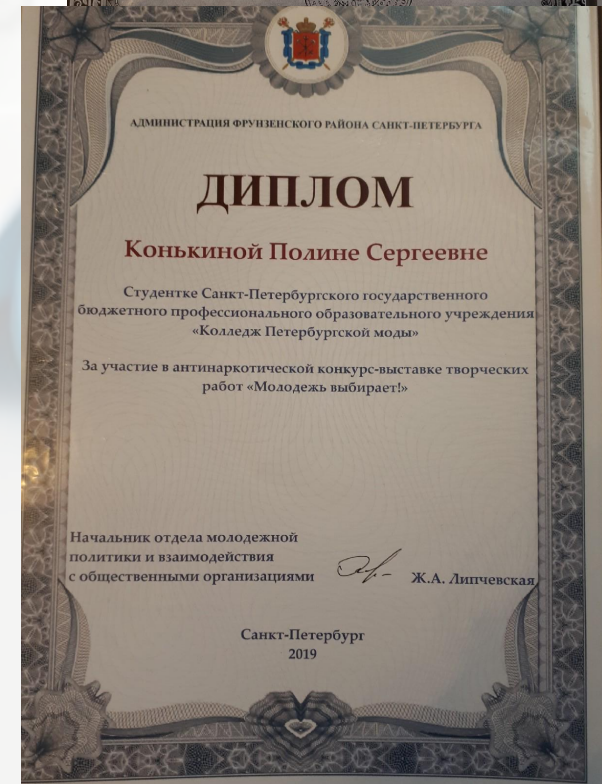 АДМИНИСТРАЦИЯ ФРУНЗЕНСКОГО РАЙОНА САНКТ-ПЕТЕРБУРГА
ДИПЛОМ
Конькиной Полине Сергеевне
Студентке Санкт-Петербургского государственного
бюджетного профессионального образовательного учреждения
«Колледж Петербургской моды»
За участие в антинаркотической конкурс-выставке творческих
работ «Молодежь выбирает!»
Начальник отдела молодежной
политики и взаимодействия
с общественными организациями
Ж.А. Липчевская
Санкт-Петербург
2019